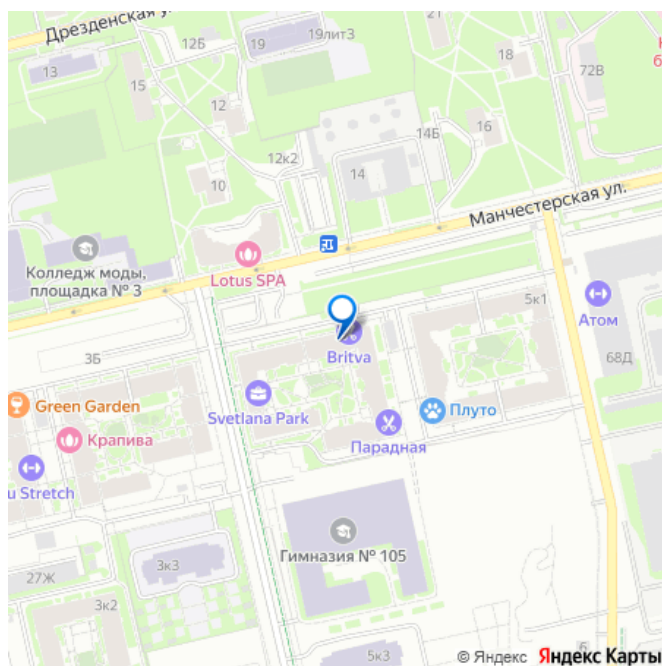 Дрезденская ул.
21
12Б
19
19лит3
13
18
15
72В
12
14Б
16
12к2
14
10
Манчестерская ул.
Колледж моды,
площадка № 3
Lotus SPA
5к1
Атом
Britva
3Б
68Д
Green Garden
Svetlana Park
Плуто
Крапива
Парадная
u Stretch
Гимназия № 105
27Ж
3к3
3к2
5к3
© Яндекс Яндекс Карты